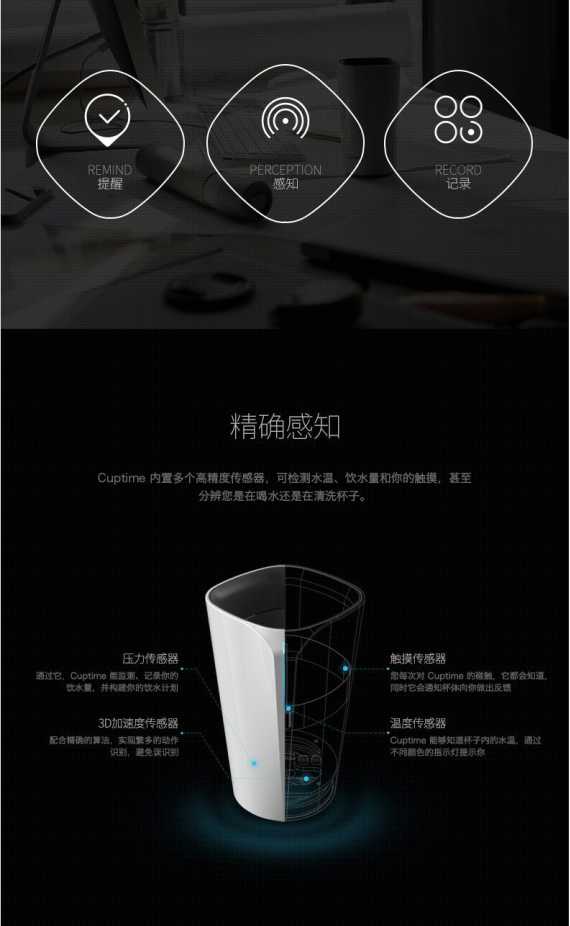 REMIND
提醒
PERCEPTION
感知
RECORD
记录
精确感知
Cuptime 内置多个高精度传感器，可检测水温、饮水量和你的触摸，甚至
分辨您是在喝水还是在清洗杯子。
压力传感器
通过它，Cuptime 能监测、记录你的
饮水量，并构建你的饮水计划
3D加速度传感器
配合精确的算法，实现繁多的动作
识别，避免误识到
触摸传感器
您每次对 Cuptime 的碰触，它都会知道，
同时它会通知杯体向你做出反馈
温度传感器
Cuptime 能够知道杯子内的水温，通过
不同颜色的指示灯提示你